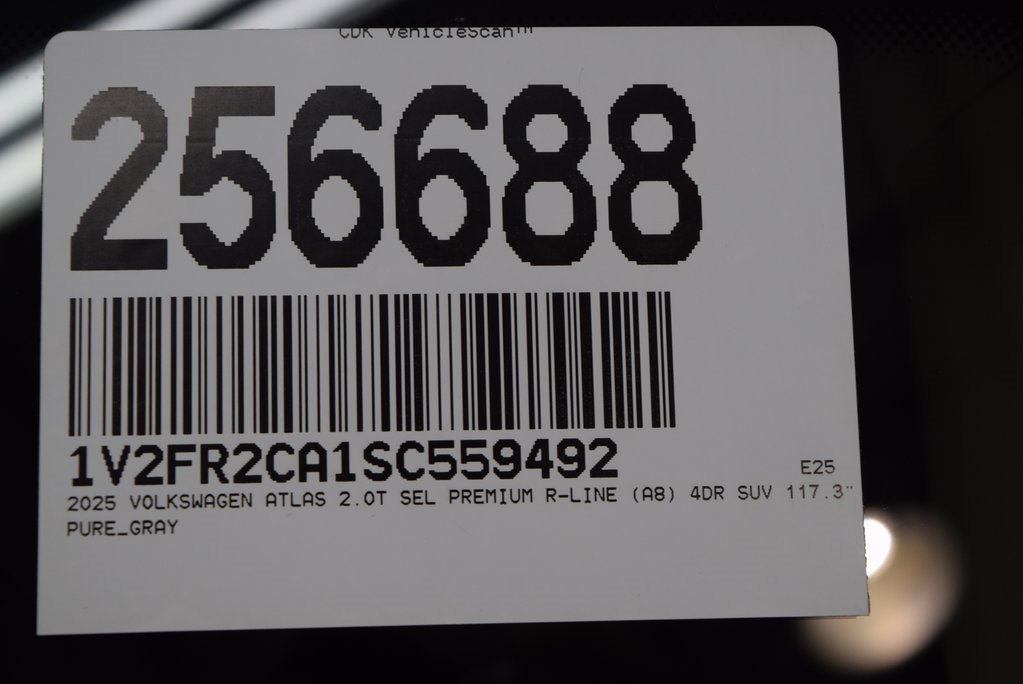 CDK VehicleScan™
256688
1V2FR2CA1SC559492
E25
2025 VOLKSWAGEN ATLAS 2.0T SEL PREMIUM R-LINE (A8) 4DR SUV 117.3"
PURE_GRAY